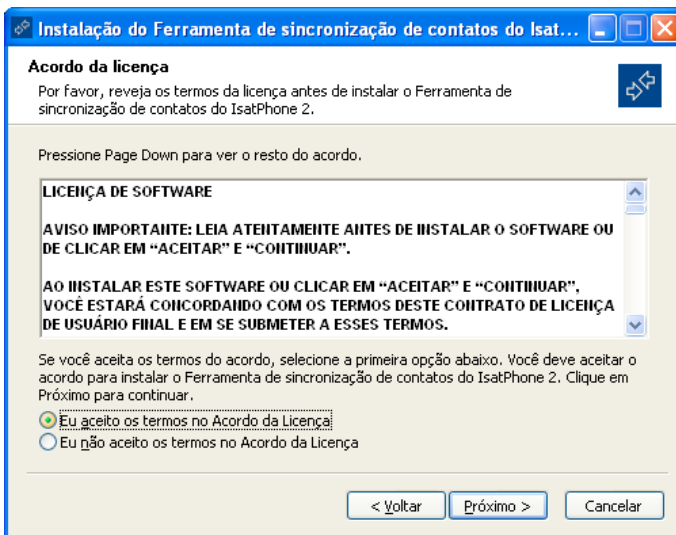 Instalação do Ferramenta de sincronização de contatos do Isat...
Acordo da licença
Por favor, reveja os termos da licença antes de instalar o Ferramenta de
sincronização de contatos do IsatPhone 2.
Pressione Page Down para ver o resto do acordo.
LICENÇA DE SOFTWARE
AVISO IMPORTANTE: LEIA ATENTAMENTE ANTES DE INSTALAR O SOFTWARE OU
DE CLICAR EM “ACEITAR” E “CONTINUAR”.
AO INSTALAR ESTE SOFTWARE OU CLICAR EM “ACEITAR” E “CONTINUAR”,
VOCÊ ESTARÁ CONCORDANDO COM OS TERMOS DESTE CONTRATO DE LICENÇA
DE USUÁRIO FINAL E EM SE SUBMETER A ESSES TERMOS.
Se você aceita os termos do acordo, selecione a primeira opção abaixo. Você deve aceitar o
acordo para instalar o Ferramenta de sincronização de contatos do IsatPhone 2. Clique em
Próximo para continuar.
Eu aceito os termos no Acordo da Licença
Eu não aceito os termos no Acordo da Licença
< Voltar
Próximo >
Cancelar